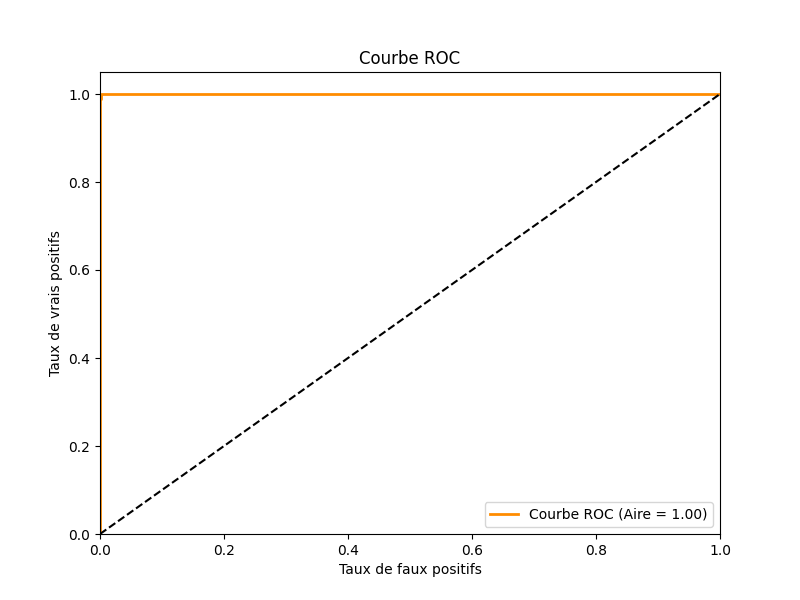 Courbe ROC
1.0
0.8
0.6
0.4
0.2
0.0
Taux de vrais positifs
0.0 0.2 0.4 0.6 0.8 1.0
Taux de faux positifs
Courbe ROC (Aire = 1.00)